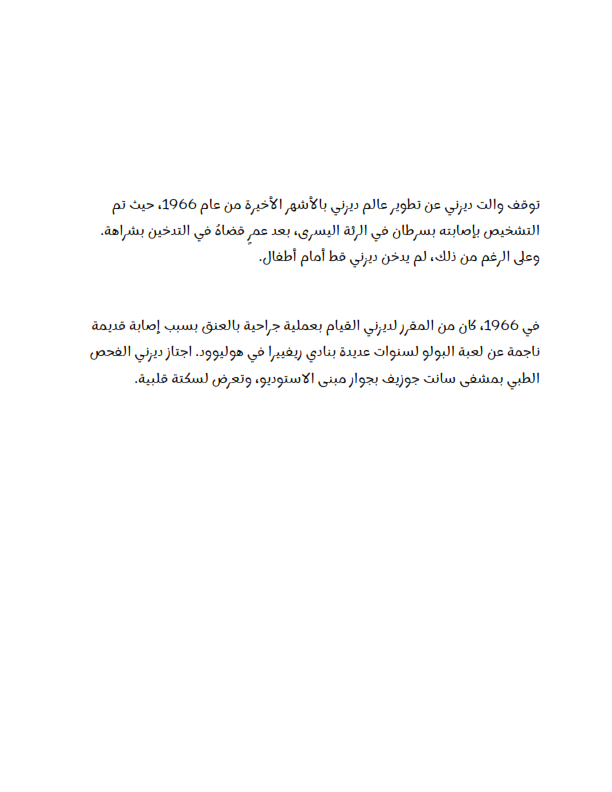 توقف والت ديزني عن تطوير عالم ديزني بالأشهر الأخيرة من عام 1966، حيث تم
التشخيص بإصابته بسرطان في الرئة اليسرى، بعد عمرٍ قضاهُ في التدخين بشراهة.
وعلى الرغم من ذلك، لم يدخن ديزني قط أمام أطفال.
في 1966، كان من المقرر لديزني القيام بعملية جراحية بالعنق بسبب إصابة قديمة
ناجمة عن لعبة البولو لسنوات عديدة بنادي ريفييرا في هوليوود. اجتاز ديزني الفحص
الطبي بمشفى سانت جوزيف بجوار مبنى الاستوديو، وتعرض لسكتة قلبية.